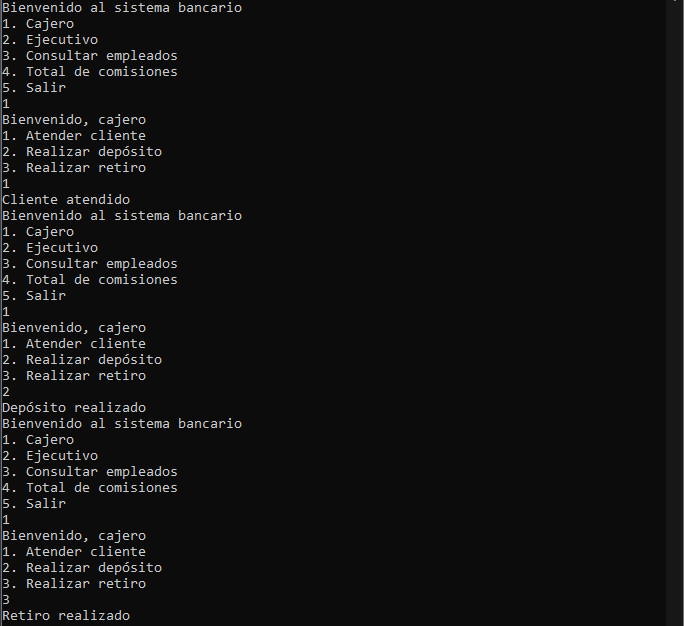 Bienvenido al sistema bancario
1. Cajero
2. Ejecutivo
3. Consultar empleados
4. Total de comisiones
5. Salir
1
Bienvenido, cajero
1. Atender cliente
2. Realizar depósito
3. Realizar retiro
1
Cliente atendido
Bienvenido al sistema bancario
1. Cajero
2. Ejecutivo
3. Consultar empleados
4. Total de comisiones
5. Salir
1
Bienvenido, cajero
1. Atender cliente
2. Realizar depósito
3. Realizar retiro
2
Depósito realizado
Bienvenido al sistema bancario
1. Cajero
2. Ejecutivo
3. Consultar empleados
4. Total de comisiones
5. Salir
1
Bienvenido, cajero
1. Atender cliente
2. Realizar depósito
3. Realizar retiro
3
Retiro realizado